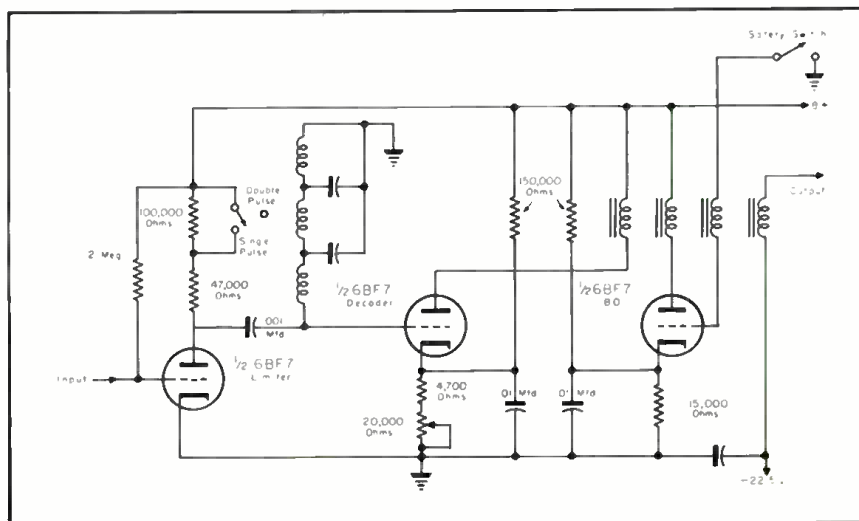 Safety Switch
B+
Output
Double
Pulse
100,000
Ohms
Single
Pulse
2 Meg
47,000
Ohms
.001
Mfd
1/2 6BF7
Limiter
Input
1/2 6BF7
Decoder
4,700
Ohms
20,000
Ohms
150,000
Ohms
.01 Mfd
.01 Mfd
1/2 6BF7
BO
15,000
Ohms